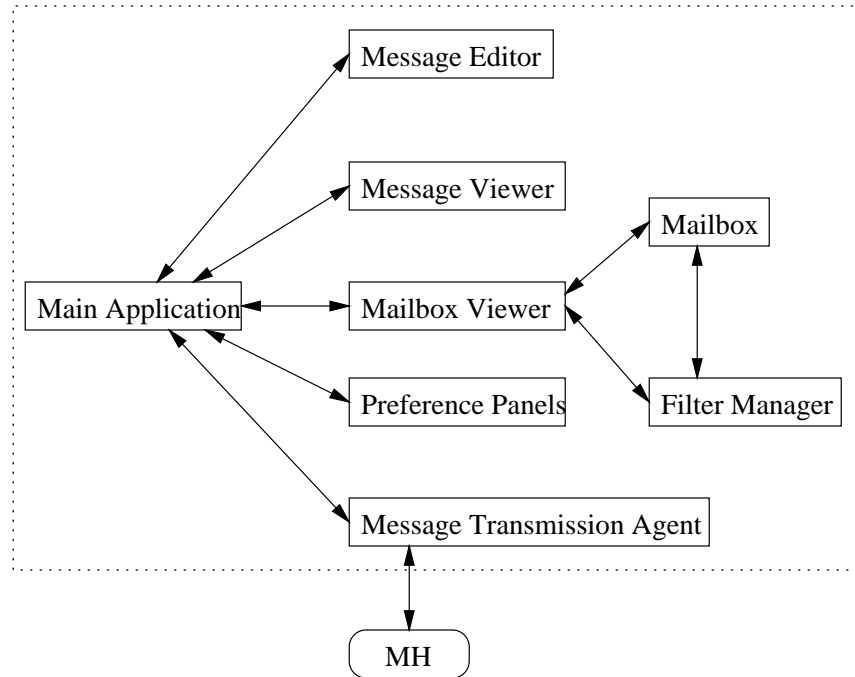 Message Editor
Message Viewer
Mailbox
Main Application
Mailbox Viewer
Preference Panels
Filter Manager
Message Transmission Agent
MH